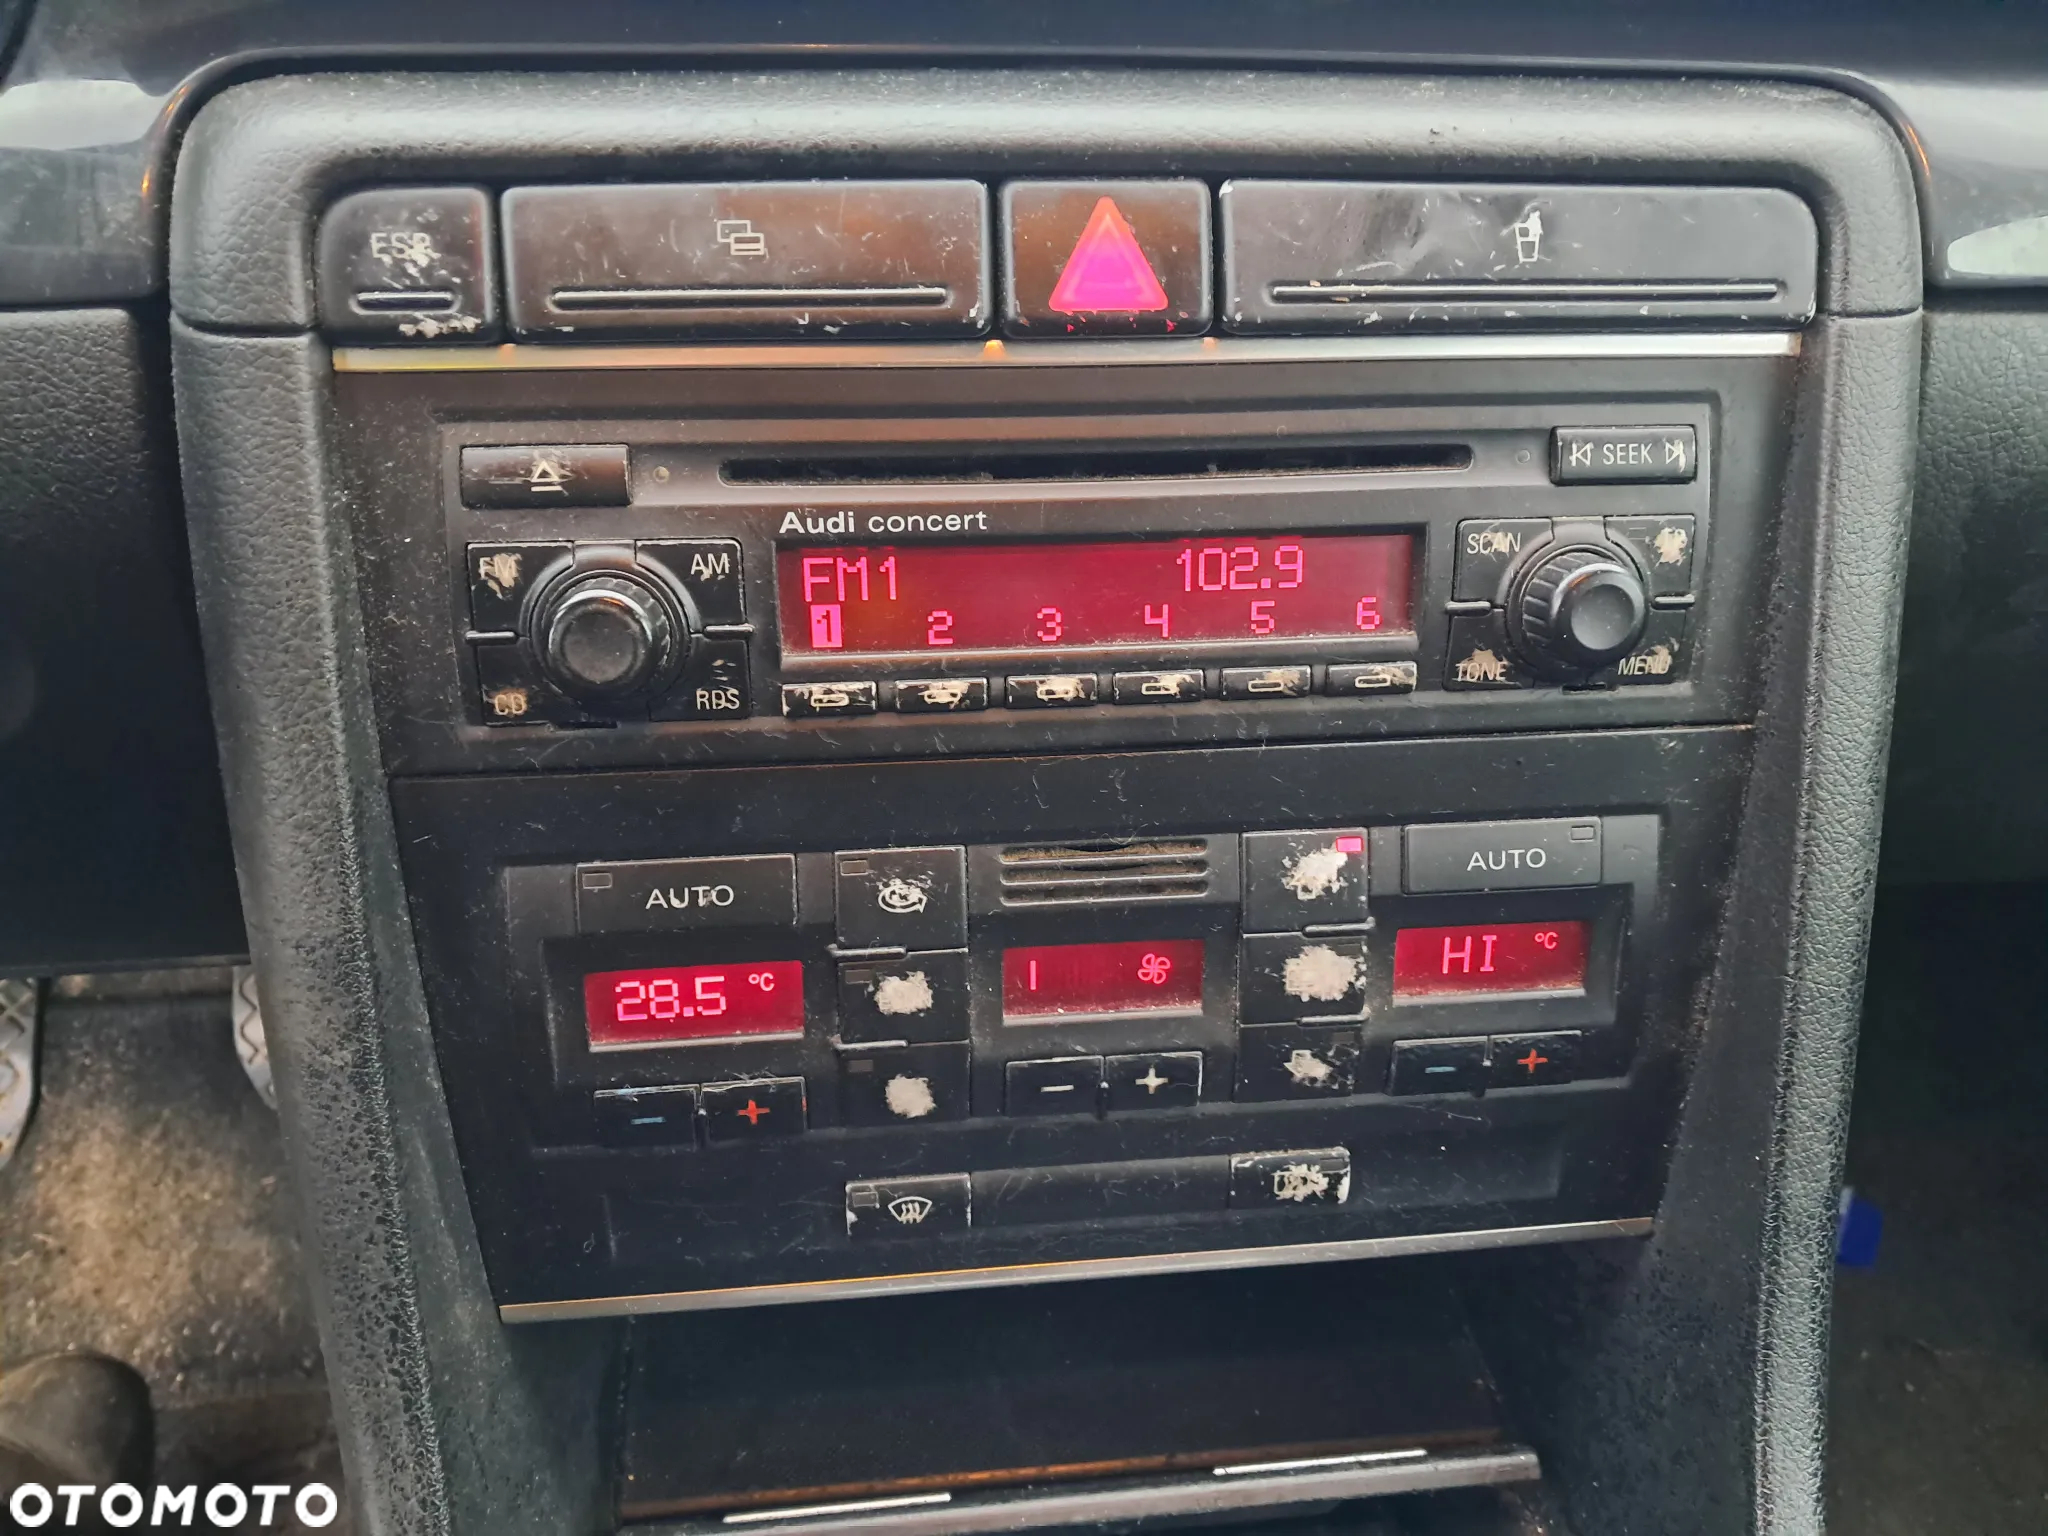 ESP
SEEK
Audi concert
FM AM
FM1 102.9
1 2 3 4 5 6
SCAN TP
CD RDS
TONE MENU
AUTO
AUTO
28.5 °C
HI °C
OTOMOTO